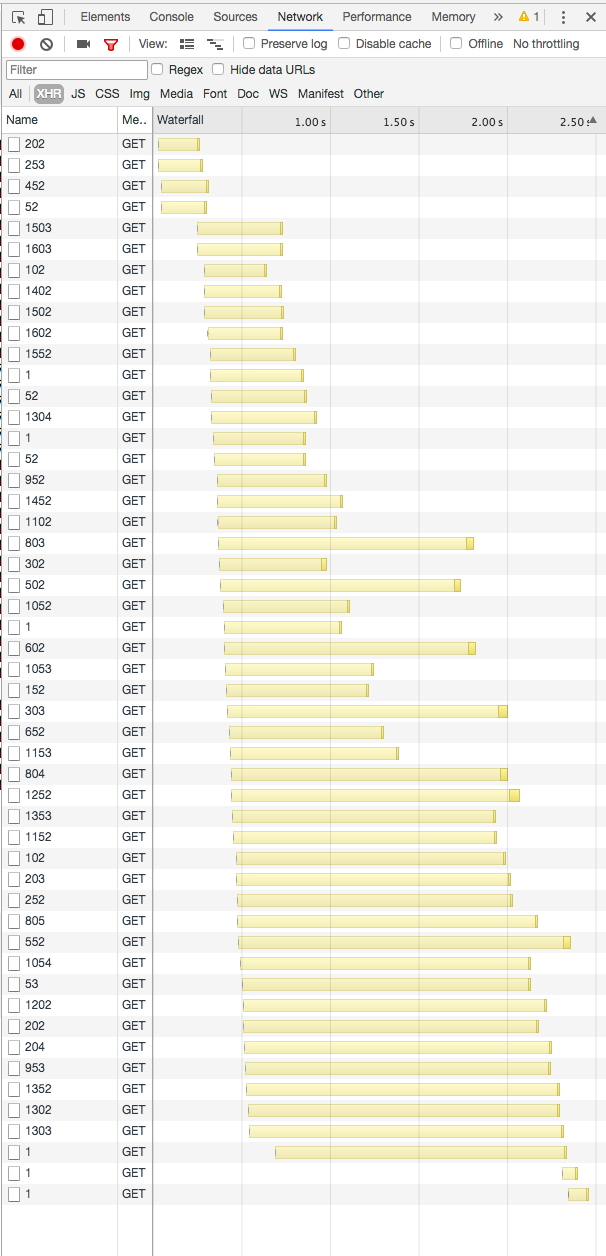 Elements Console Sources Network Performance Memory » 1
View: Preserve log Disable cache Offline No throttling
Filter Regex Hide data URLs
All XHR JS CSS Img Media Font Doc WS Manifest Other
Name Me.. Waterfall 1.00 s 1.50 s 2.00 s 2.50 s
202 GET
253 GET
452 GET
52 GET
1503 GET
1603 GET
102 GET
1402 GET
1502 GET
1602 GET
1552 GET
1 GET
52 GET
1304 GET
1 GET
52 GET
952 GET
1452 GET
1102 GET
803 GET
302 GET
502 GET
1052 GET
1 GET
602 GET
1053 GET
152 GET
303 GET
652 GET
1153 GET
804 GET
1252 GET
1353 GET
1152 GET
102 GET
203 GET
252 GET
805 GET
552 GET
1054 GET
53 GET
1202 GET
202 GET
204 GET
953 GET
1352 GET
1302 GET
1303 GET
1 GET
1 GET
1 GET